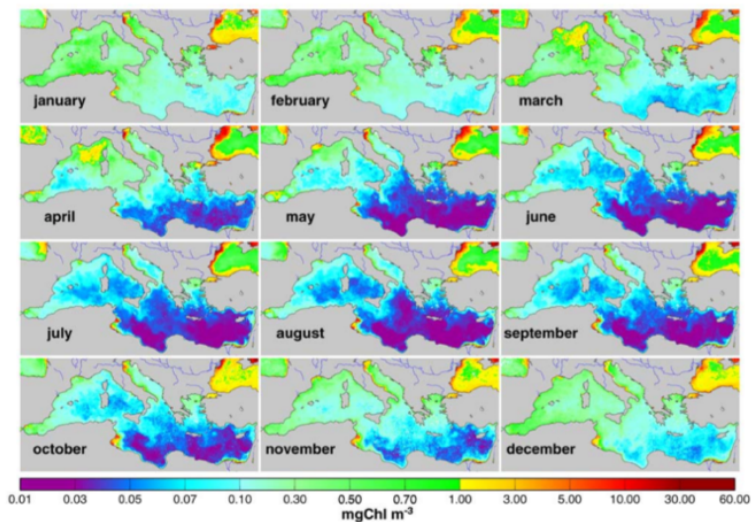 january
february
march
april
may
june
july
august
september
october
november
december
0.01 0.03 0.05 0.07 0.10 0.30 0.50 0.70 1.00 3.00 5.00 10.00 30.00 60.00
mgChl m⁻³